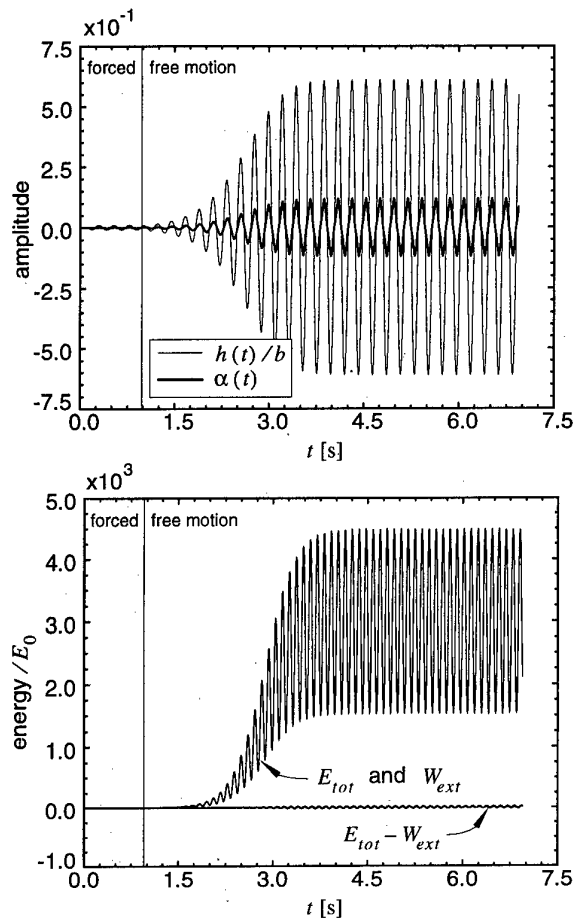 x10⁻¹
7.5
forced
free motion
5.0
2.5
0.0
-2.5
-5.0
-7.5
amplitude
h(t)/b
α(t)
0.0
1.5
3.0
4.5
6.0
7.5
t [s]
x10³
5.0
forced
free motion
4.0
3.0
2.0
1.0
0.0
-1.0
energy/E₀
E_tot and W_ext
E_tot − W_ext
0.0
1.5
3.0
4.5
6.0
7.5
t [s]